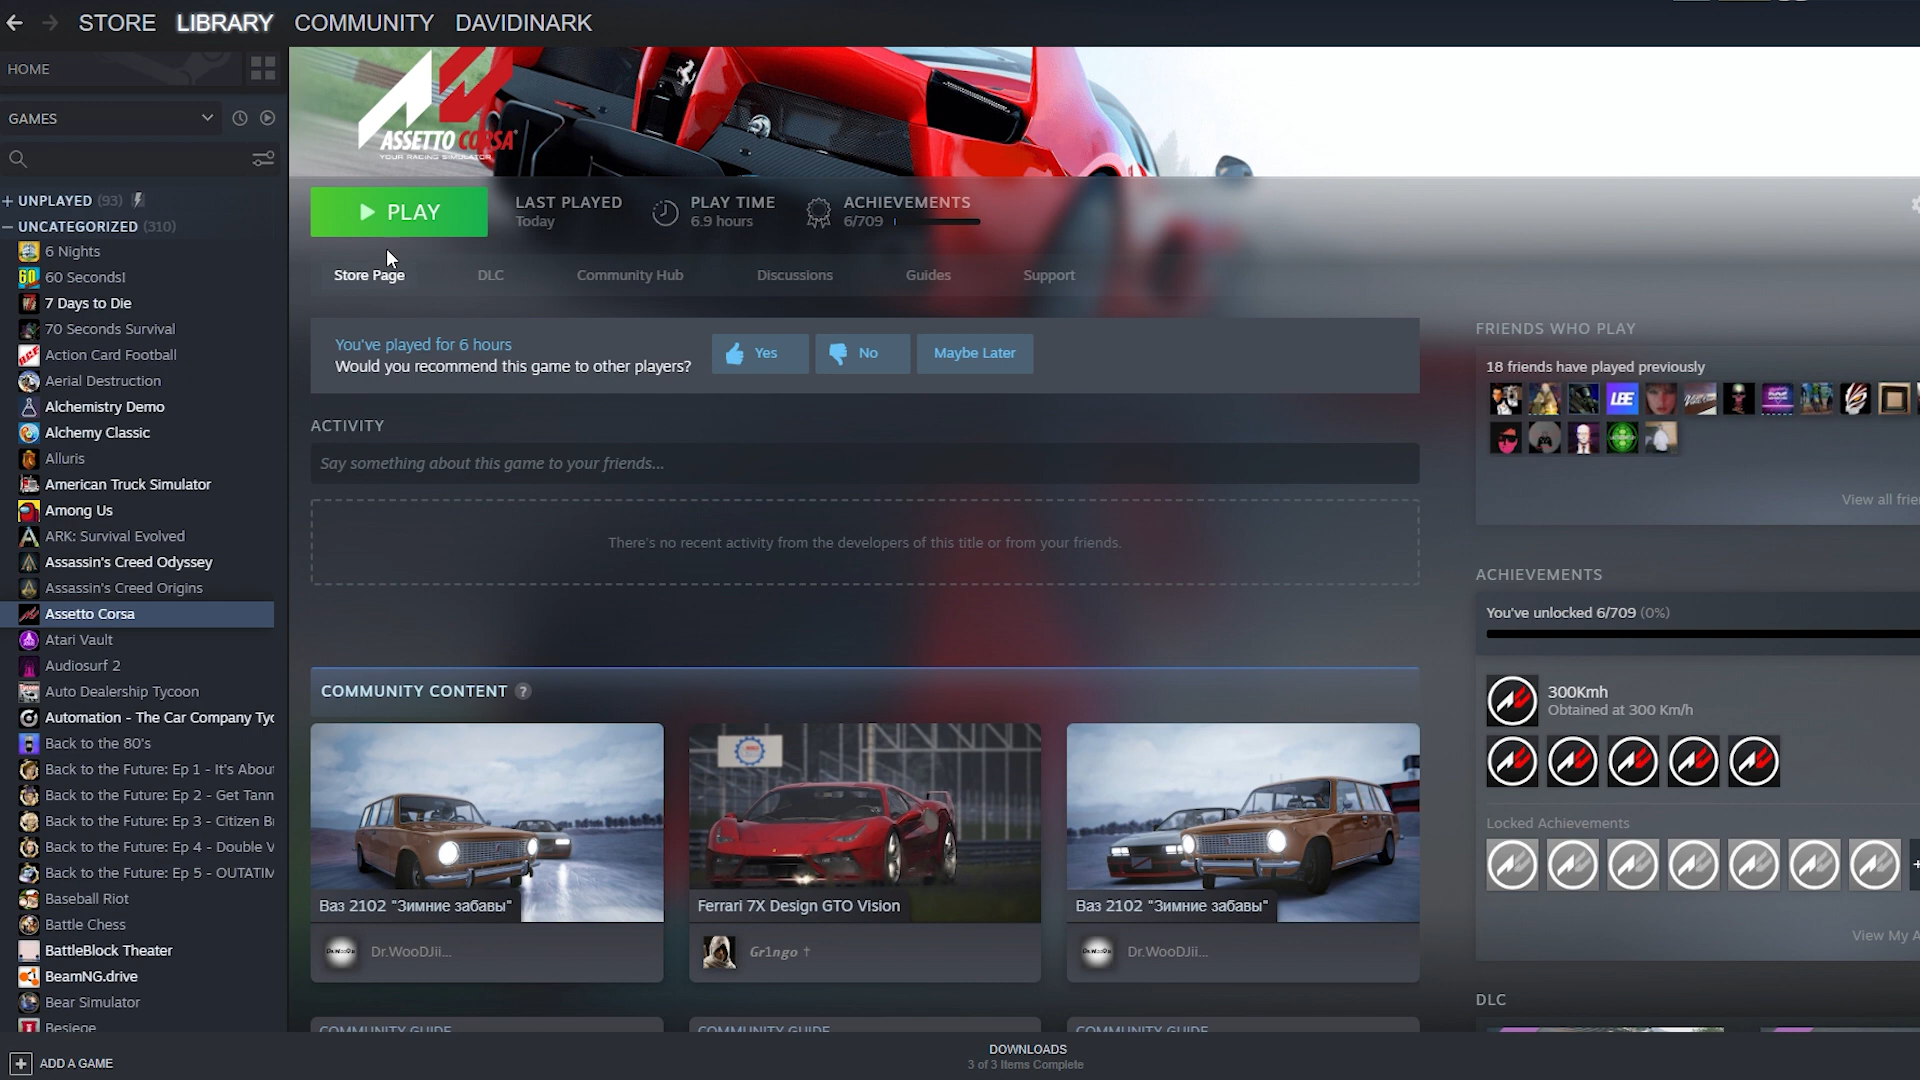 STORE LIBRARY COMMUNITY DAVIDINARK
HOME
GAMES
UNPLAYED (93)
UNCATEGORIZED (310)
6 Nights
60 Seconds!
7 Days to Die
70 Seconds Survival
Action Card Football
Aerial Destruction
Alchemistry Demo
Alchemy Classic
Alluris
American Truck Simulator
Among Us
ARK: Survival Evolved
Assassin's Creed Odyssey
Assassin's Creed Origins
Assetto Corsa
Atari Vault
Audiosurf 2
Auto Dealership Tycoon
Automation - The Car Company Tyc
Back to the 80's
Back to the Future: Ep 1 - It's About
Back to the Future: Ep 2 - Get Tann
Back to the Future: Ep 3 - Citizen Br
Back to the Future: Ep 4 - Double V
Back to the Future: Ep 5 - OUTATIM
Baseball Riot
Battle Chess
BattleBlock Theater
BeamNG.drive
Bear Simulator
Besiege
ADD A GAME
ASSETTO CORSA
YOUR RACING SIMULATOR
PLAY
LAST PLAYED
Today
PLAY TIME
6.9 hours
ACHIEVEMENTS
6/709
Store Page DLC Community Hub Discussions Guides Support
You've played for 6 hours
Would you recommend this game to other players?
Yes No Maybe Later
ACTIVITY
Say something about this game to your friends...
There's no recent activity from the developers of this title or from your friends.
COMMUNITY CONTENT ?
Ваз 2102 "Зимние забавы"
Dr.WooDJii...
Ferrari 7X Design GTO Vision
Gr1ngo †
Ваз 2102 "Зимние забавы"
Dr.WooDJii...
COMMUNITY GUIDE
COMMUNITY GUIDE
COMMUNITY GUIDE
FRIENDS WHO PLAY
18 friends have played previously
LBE
View all frie
ACHIEVEMENTS
You've unlocked 6/709 (0%)
300Kmh
Obtained at 300 Km/h
Locked Achievements
View My A
DLC
DOWNLOADS
3 of 3 Items Complete